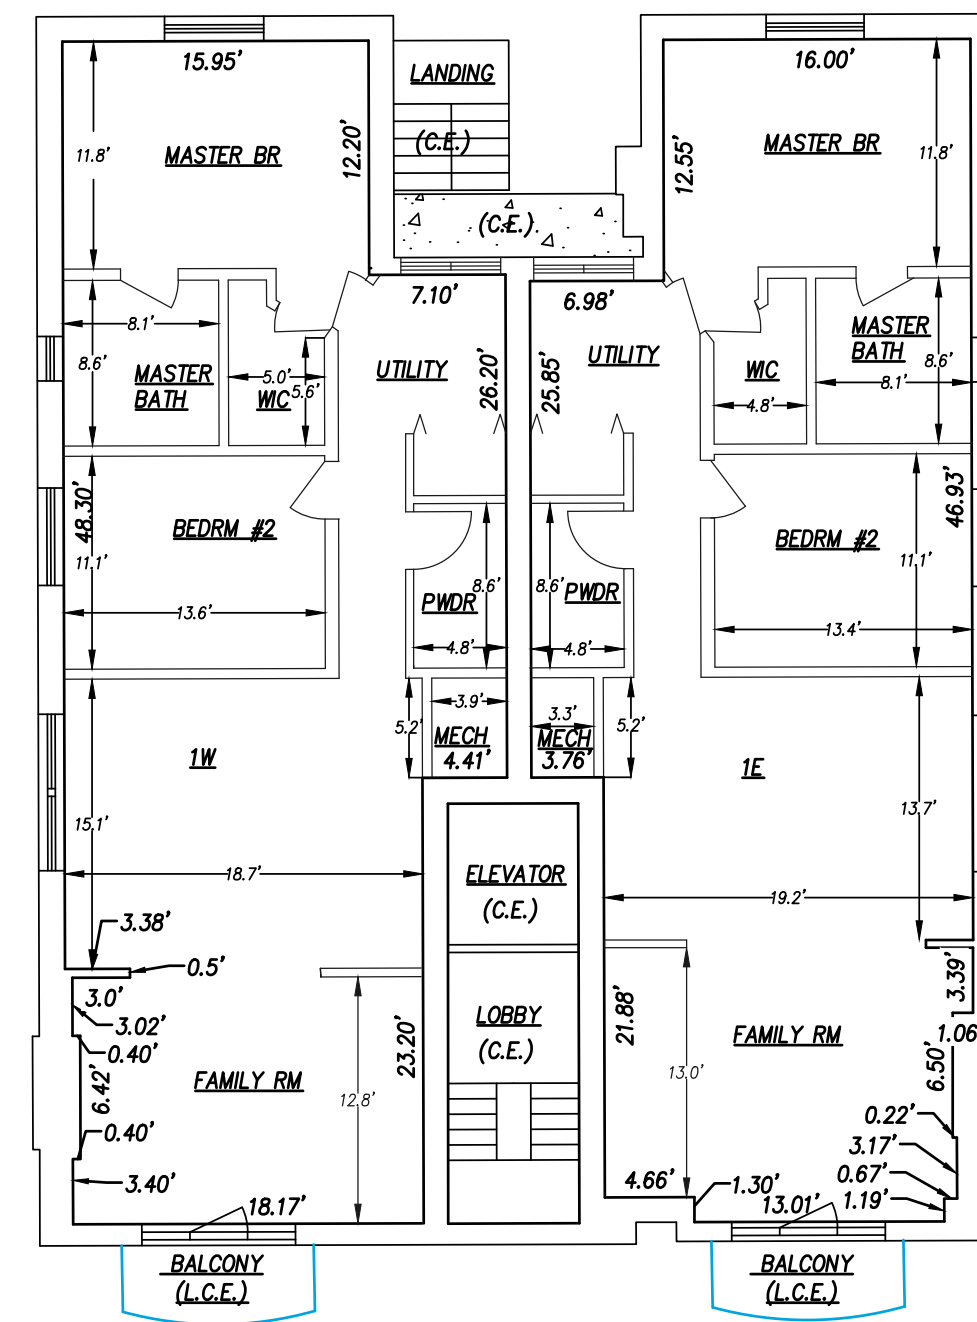 15.95'
16.00'
LANDING
(C.E.)
MASTER BR
11.8'
12.20'
MASTER BR
12.55'
11.8'
(C.E.)
7.10'
6.98'
8.1'
8.6'
MASTER
BATH
5.0'
WIC
5.6'
UTILITY
26.20'
25.85'
UTILITY
WIC
4.8'
MASTER
BATH
8.1'
8.6'
48.30'
46.93'
BEDRM #2
11.1'
13.6'
BEDRM #2
11.1'
13.4'
PWDR
8.6'
4.8'
PWDR
8.6'
4.8'
5.2'
3.9'
MECH
4.41'
3.3'
MECH
3.76'
5.2'
1W
1E
15.1'
13.7'
18.7'
19.2'
ELEVATOR
(C.E.)
3.38'
0.5'
3.0'
3.02'
0.40'
6.42'
0.40'
3.40'
FAMILY RM
23.20'
12.8'
18.17'
LOBBY
(C.E.)
21.88'
13.0'
FAMILY RM
3.39'
1.06
6.50'
0.22'
3.17'
0.67'
1.19'
4.66'
1.30'
13.01'
BALCONY
(L.C.E.)
BALCONY
(L.C.E.)